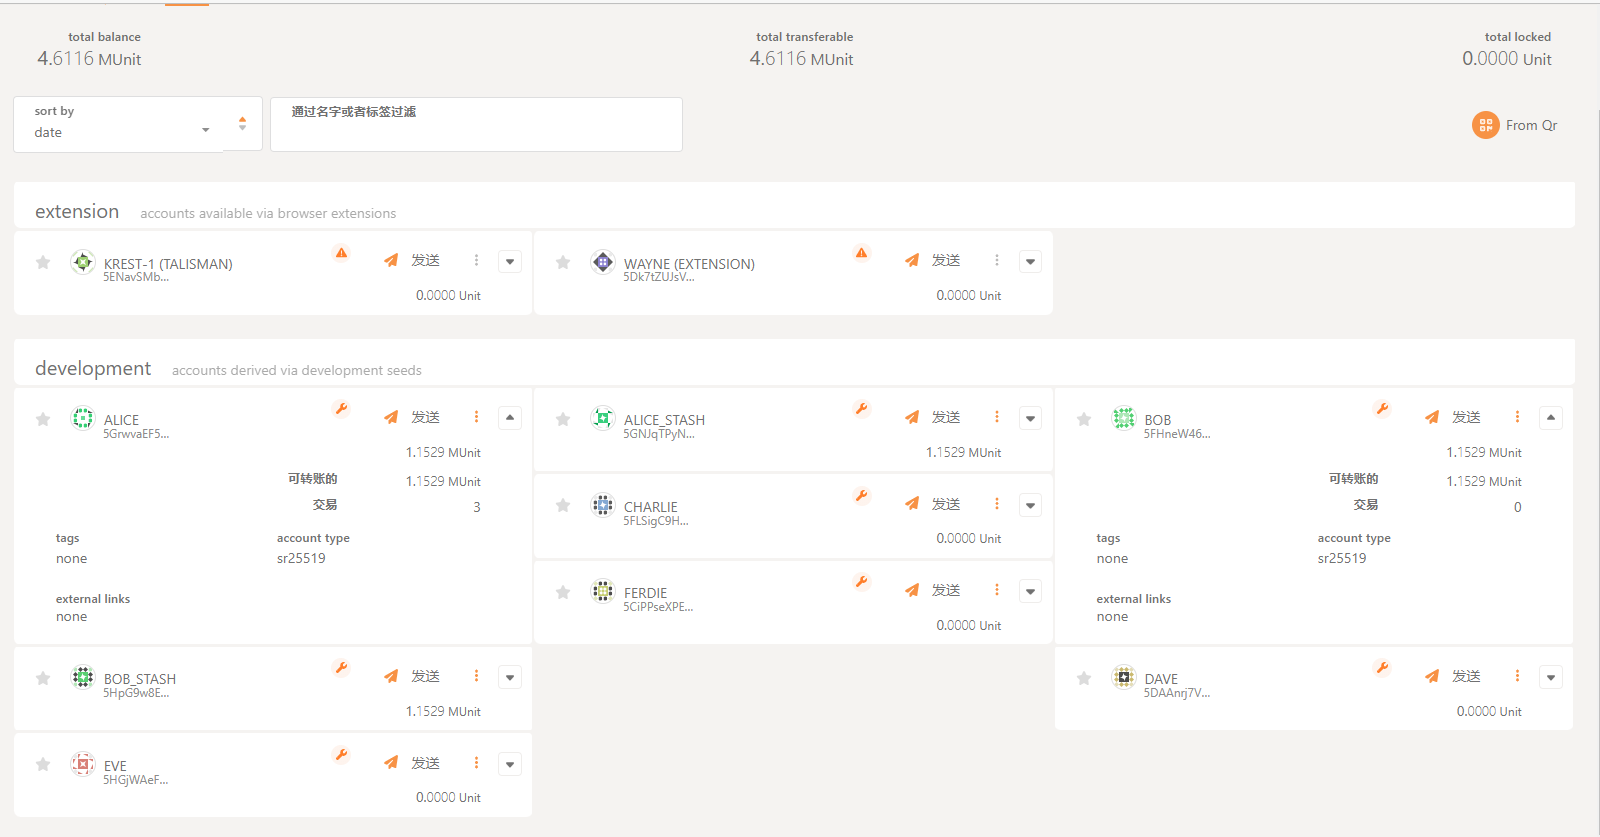 total balance
4.6116 MUnit
total transferable
4.6116 MUnit
total locked
0.0000 Unit
sort by
date
通过名字或者标签过滤
From Qr
extension accounts available via browser extensions
KREST-1 (TALISMAN)
5ENavSMb...
发送
0.0000 Unit
WAYNE (EXTENSION)
5Dk7tZUJsV...
发送
0.0000 Unit
development accounts derived via development seeds
ALICE
5GrwvaEF5...
发送
1.1529 MUnit
可转账的 1.1529 MUnit
交易 3
tags
none
account type
sr25519
external links
none
ALICE_STASH
5GNJqTPyN...
发送
1.1529 MUnit
CHARLIE
5FLSigC9H...
发送
0.0000 Unit
FERDIE
5CiPPseXPE...
发送
0.0000 Unit
BOB
5FHneW46...
发送
1.1529 MUnit
可转账的 1.1529 MUnit
交易 0
tags
none
account type
sr25519
external links
none
BOB_STASH
5HpG9w8E...
发送
1.1529 MUnit
DAVE
5DAAnrj7V...
发送
0.0000 Unit
EVE
5HGjWAeF...
发送
0.0000 Unit